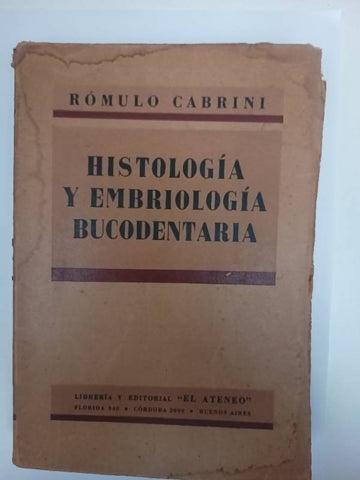 RÓMULO CABRINI
HISTOLOGÍA
Y EMBRIOLOGÍA
BUCODENTARIA
LIBRERÍA Y EDITORIAL "EL ATENEO"
FLORIDA 340 • CÓRDOBA 2099 • BUENOS AIRES